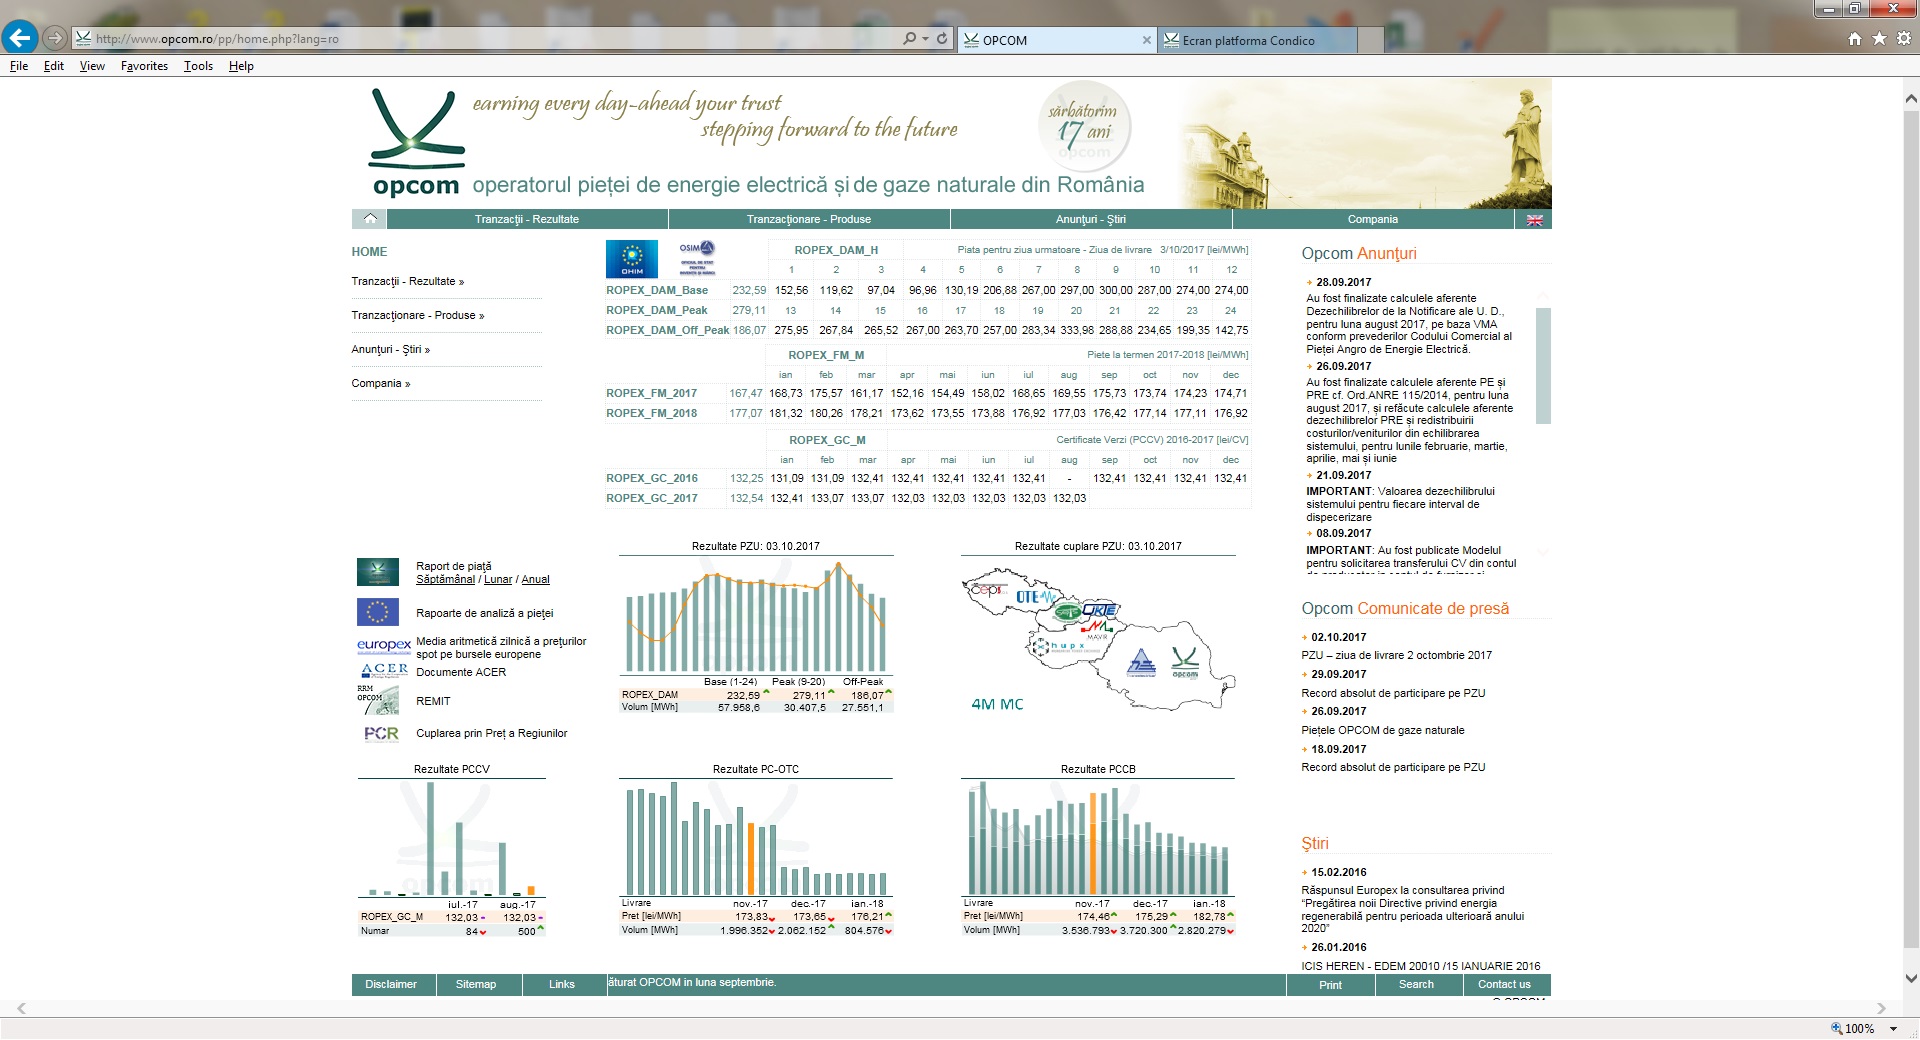 http://www.opcom.ro/pp/home.php?lang=ro
OPCOM
Ecran platforma Condico
File Edit View Favorites Tools Help
earning every day-ahead your trust
stepping forward to the future
sărbătorim
17 ani
opcom
opcom operatorul pieței de energie electrică și de gaze naturale din România
Tranzacţii - Rezultate Tranzacţionare - Produse Anunţuri - Ştiri Compania
HOME
Tranzacţii - Rezultate »
Tranzacţionare - Produse »
Anunţuri - Ştiri »
Compania »
OHIM
OSIM
OFICIUL DE STAT
PENTRU
INVENŢII ŞI MĂRCI
ROPEX_DAM_H Piata pentru ziua urmatoare - Ziua de livrare 3/10/2017 [lei/MWh]
1 2 3 4 5 6 7 8 9 10 11 12
ROPEX_DAM_Base 232,59 152,56 119,62 97,04 96,96 130,19 206,88 267,00 297,00 300,00 287,00 274,00 274,00
ROPEX_DAM_Peak 279,11 13 14 15 16 17 18 19 20 21 22 23 24
ROPEX_DAM_Off_Peak 186,07 275,95 267,84 265,52 267,00 263,70 257,00 283,34 333,98 288,88 234,65 199,35 142,75
ROPEX_FM_M Piete la termen 2017-2018 [lei/MWh]
ian feb mar apr mai iun iul aug sep oct nov dec
ROPEX_FM_2017 167,47 168,73 175,57 161,17 152,16 154,49 158,02 168,65 169,55 175,73 173,74 174,23 174,71
ROPEX_FM_2018 177,07 181,32 180,26 178,21 173,62 173,55 173,88 176,92 177,03 176,42 177,14 177,11 176,92
ROPEX_GC_M Certificate Verzi (PCCV) 2016-2017 [lei/CV]
ian feb mar apr mai iun iul aug sep oct nov dec
ROPEX_GC_2016 132,25 131,09 131,09 132,41 132,41 132,41 132,41 132,41 - 132,41 132,41 132,41 132,41
ROPEX_GC_2017 132,54 132,41 133,07 133,07 132,03 132,03 132,03 132,03 132,03
Raport de piaţă
Săptămânal / Lunar / Anual
Rapoarte de analiză a pieţei
europex
Media aritmetică zilnică a preţurilor
spot pe bursele europene
ACER
Documente ACER
RRM
OPCOM
REMIT
PCR
Cuplarea prin Preț a Regiunilor
Rezultate PZU: 03.10.2017
Base (1-24) Peak (9-20) Off-Peak
ROPEX_DAM 232,59 279,11 186,07
Volum [MWh] 57.958,6 30.407,5 27.551,1
Rezultate cuplare PZU: 03.10.2017
čeps
OTE
OKTE
MAVIR
hupx
opcom
4M MC
Rezultate PCCV
opcom
iul.-17 aug.-17
ROPEX_GC_M 132,03 132,03
Numar 84 500
Rezultate PC-OTC
Livrare nov.-17 dec.-17 ian.-18
Pret [lei/MWh] 173,83 173,65 176,21
Volum [MWh] 1.996.352 2.062.152 804.576
Rezultate PCCB
Livrare nov.-17 dec.-17 ian.-18
Pret [lei/MWh] 174,46 175,29 182,78
Volum [MWh] 3.536.793 3.720.300 2.820.279
Opcom Anunţuri
28.09.2017
Au fost finalizate calculele aferente
Dezechilibrelor de la Notificare ale U. D.,
pentru luna august 2017, pe baza VMA
conform prevederilor Codului Comercial al
Pieței Angro de Energie Electrică.
26.09.2017
Au fost finalizate calculele aferente PE și
PRE cf. Ord.ANRE 115/2014, pentru luna
august 2017, și refăcute calculele aferente
dezechilibrelor PRE și redistribuirii
costurilor/veniturilor din echilibrarea
sistemului, pentru lunile februarie, martie,
aprilie, mai și iunie
21.09.2017
IMPORTANT: Valoarea dezechilibrului
sistemului pentru fiecare interval de
dispecerizare
08.09.2017
IMPORTANT: Au fost publicate Modelul
pentru solicitarea transferului CV din contul
Opcom Comunicate de presă
02.10.2017
PZU – ziua de livrare 2 octombrie 2017
29.09.2017
Record absolut de participare pe PZU
26.09.2017
Piețele OPCOM de gaze naturale
18.09.2017
Record absolut de participare pe PZU
Ştiri
15.02.2016
Răspunsul Europex la consultarea privind
“Pregătirea noii Directive privind energia
regenerabilă pentru perioada ulterioară anului
2020”
26.01.2016
ICIS HEREN - EDEM 20010 /15 IANUARIE 2016
Disclaimer Sitemap Links ăturat OPCOM in luna septembrie. Print Search Contact us
© OPCOM
100%